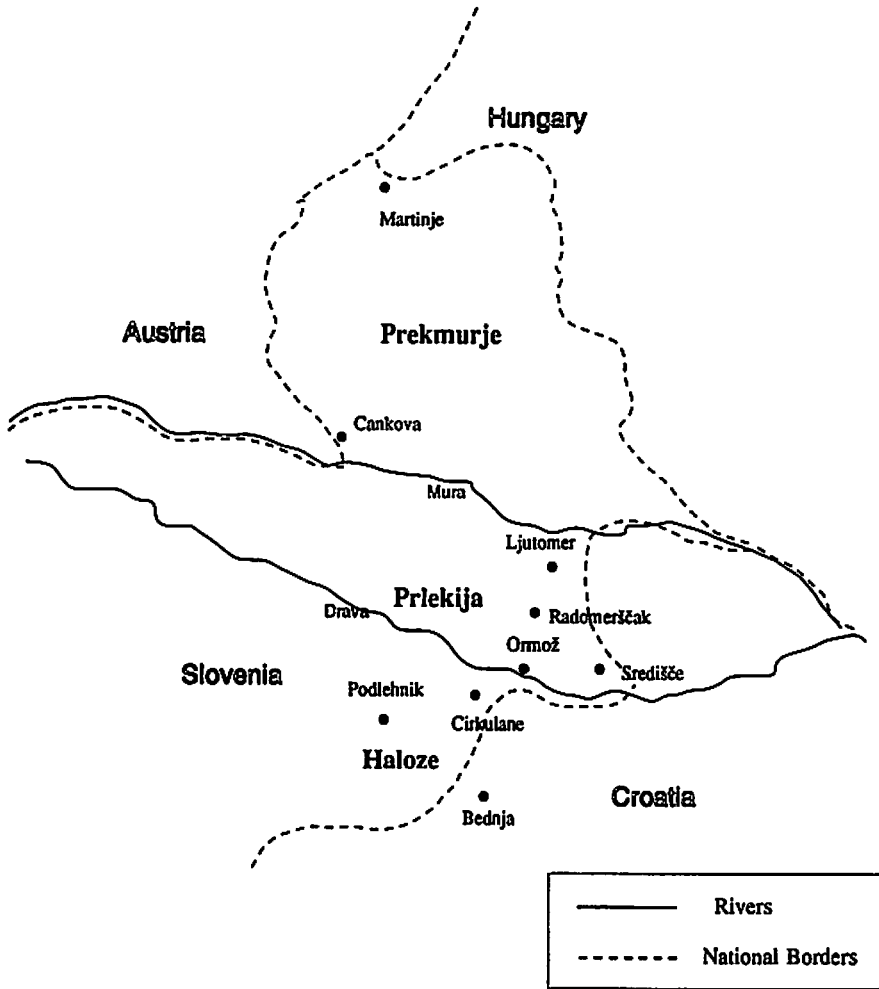 Hungary
Martinje
Austria
Prekmurje
Cankova
Mura
Ljutomer
Prlekija
Drava
Radomerščak
Ormož
Slovenia
Središče
Podlehnik
Cirkulane
Haloze
Croatia
Bednja
Rivers
National Borders